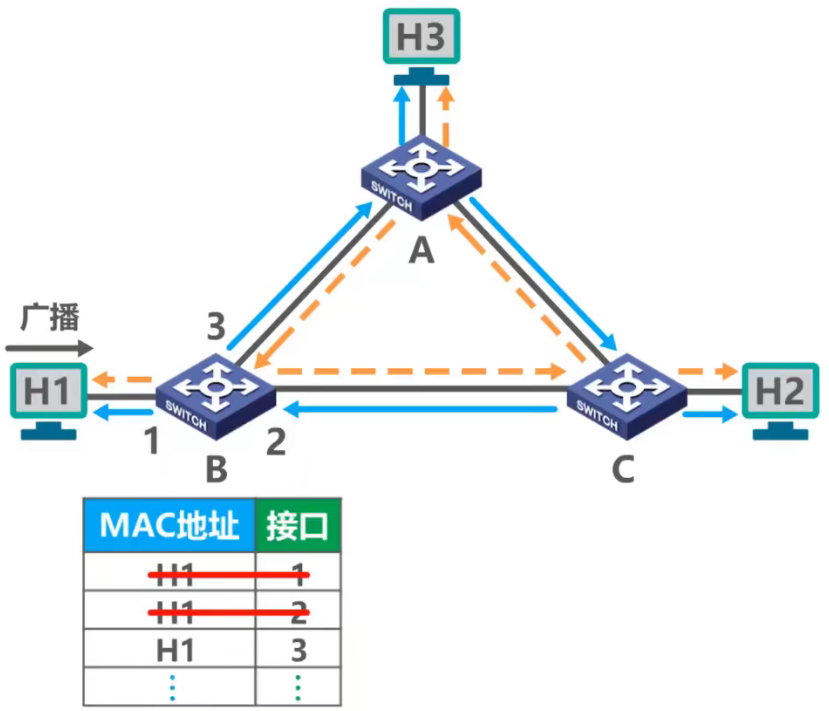 H3
SWITCH
A
广播
3
H1
SWITCH
SWITCH
H2
1
2
B
C
MAC地址 接口
H1 1
H1 2
H1 3
⋮ ⋮